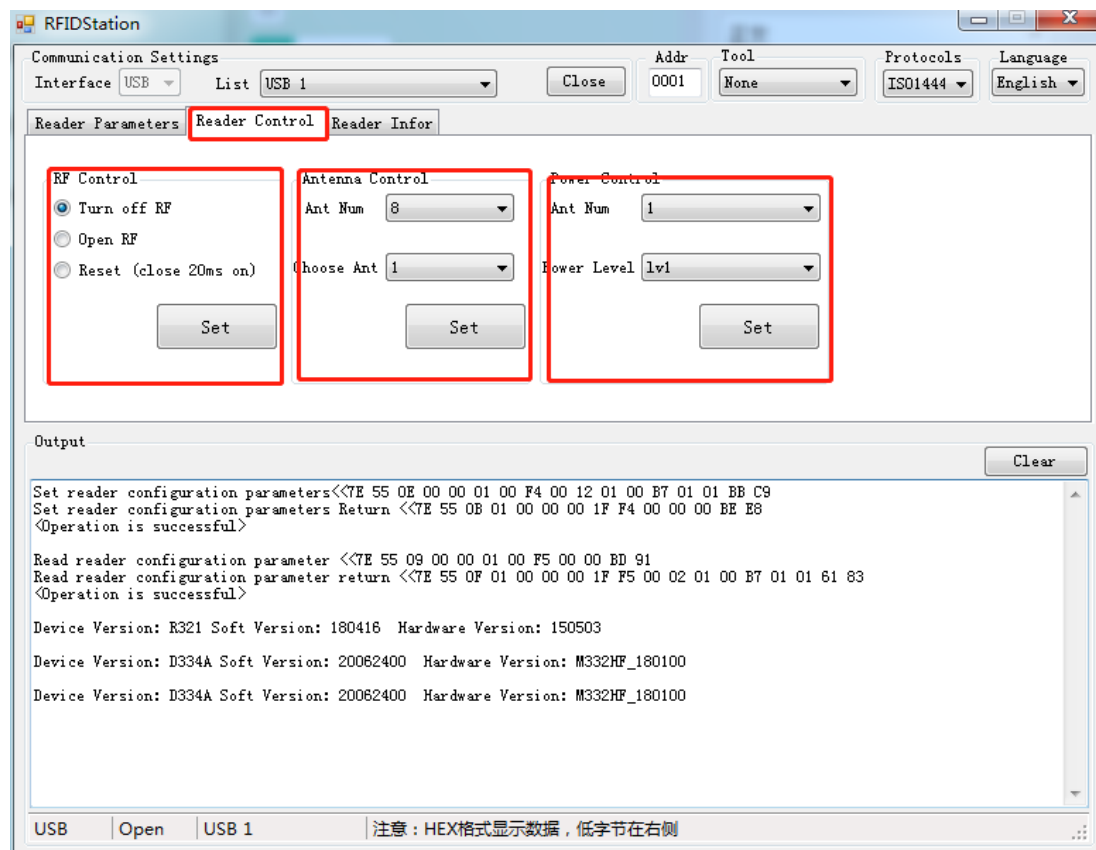 RFIDStation
Communication Settings Addr Tool Protocols Language
Interface USB List USB 1 Close 0001 None ISO1444 English
Reader Parameters Reader Control Reader Infor
RF Control Antenna Control Power Control
Turn off RF Ant Num 8 Ant Num 1
Open RF
Reset (close 20ms on) Choose Ant 1 Power Level lv1
Set Set Set
Output
Clear
Set reader configuration parameters<<7E 55 0E 00 00 01 00 F4 00 12 01 00 B7 01 01 BB C9
Set reader configuration parameters Return <<7E 55 0B 01 00 00 00 1F F4 00 00 00 BE E8
<Operation is successful>
Read reader configuration parameter <<7E 55 09 00 00 01 00 F5 00 00 BD 91
Read reader configuration parameter return <<7E 55 0F 01 00 00 00 1F F5 00 02 01 00 B7 01 01 61 83
<Operation is successful>
Device Version: R321 Soft Version: 180416 Hardware Version: 150503
Device Version: D334A Soft Version: 20062400 Hardware Version: M332HF_180100
Device Version: D334A Soft Version: 20062400 Hardware Version: M332HF_180100
USB Open USB 1 注意：HEX格式显示数据，低字节在右侧